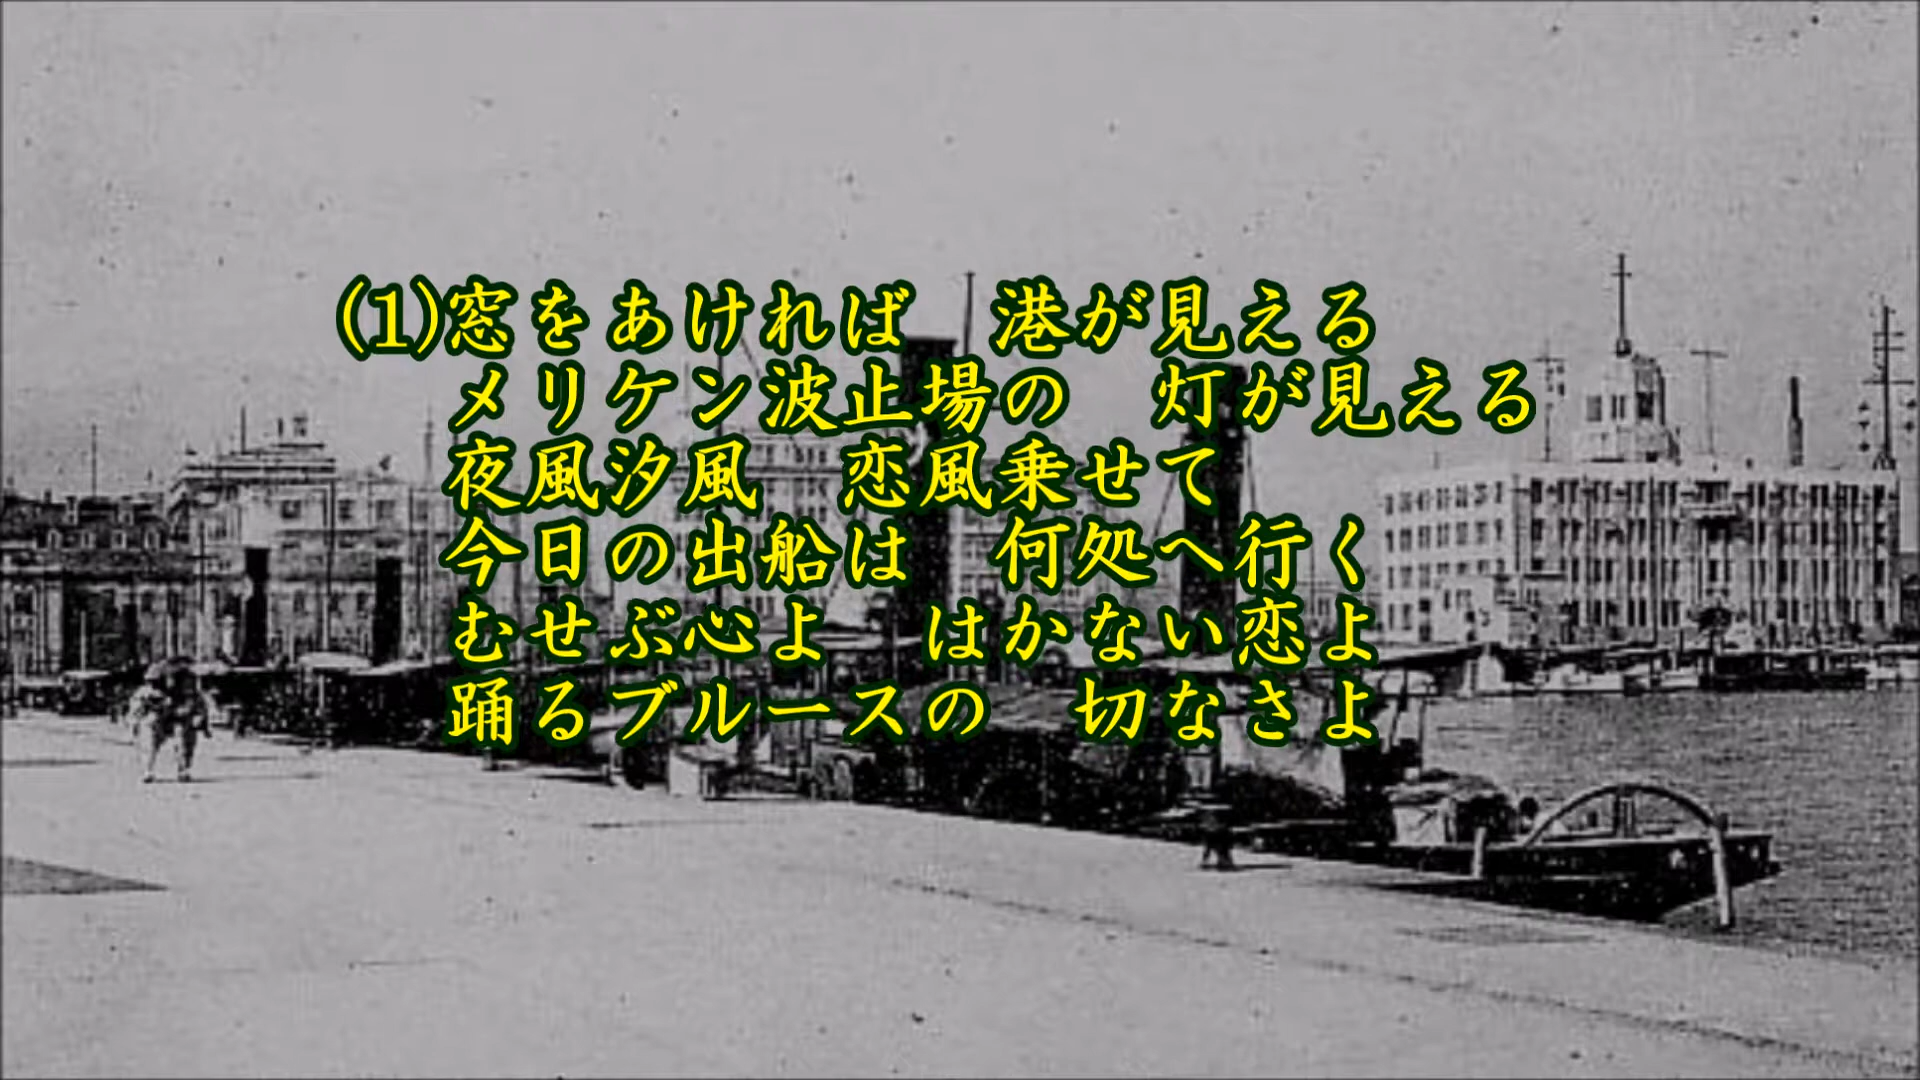 (1)窓をあければ　港が見える
メリケン波止場の　灯が見える
夜風汐風　恋風乗せて
今日の出船は　何処へ行く
むせぶ心よ　はかない恋よ
踊るブルースの　切なさよ